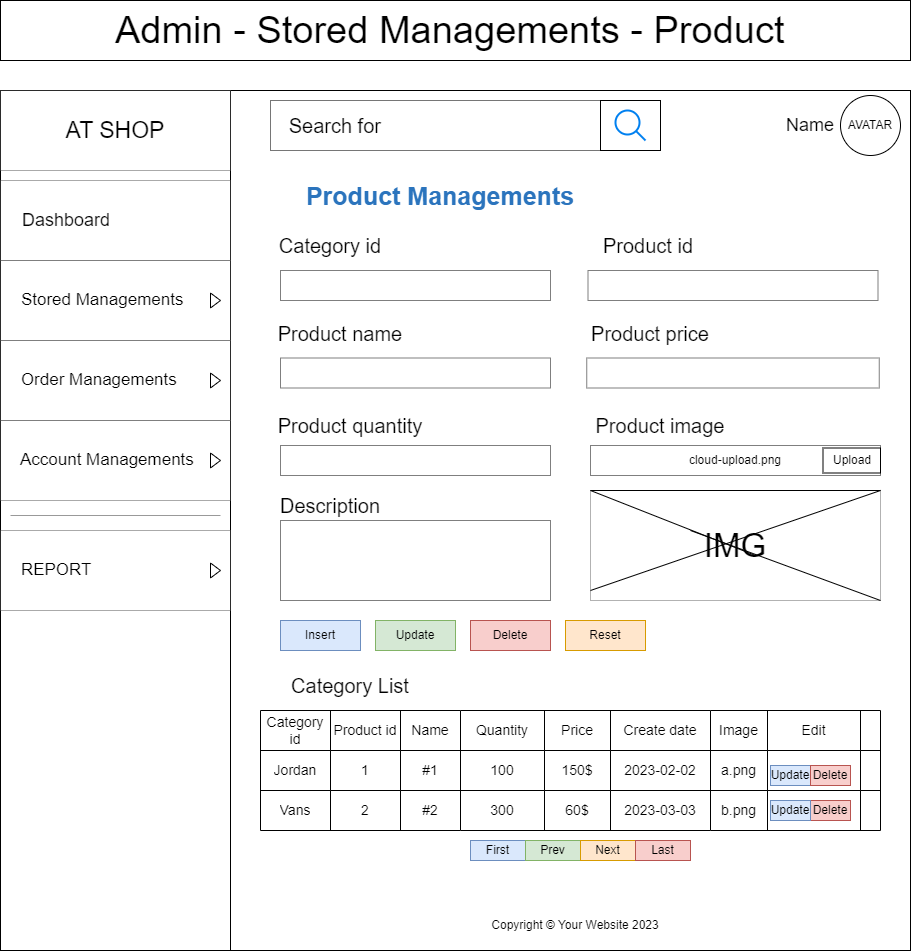 Admin - Stored Managements - Product
AT SHOP
Search for
Name
AVATAR
Dashboard
Stored Managements
Order Managements
Account Managements
REPORT
Product Managements
Category id
Product id
Product name
Product price
Product quantity
Product image
cloud-upload.png
Upload
Description
IMG
Insert
Update
Delete
Reset
Category List
Category id Product id Name Quantity Price Create date Image Edit
Jordan 1 #1 100 150$ 2023-02-02 a.png Update Delete
Vans 2 #2 300 60$ 2023-03-03 b.png Update Delete
First Prev Next Last
Copyright © Your Website 2023